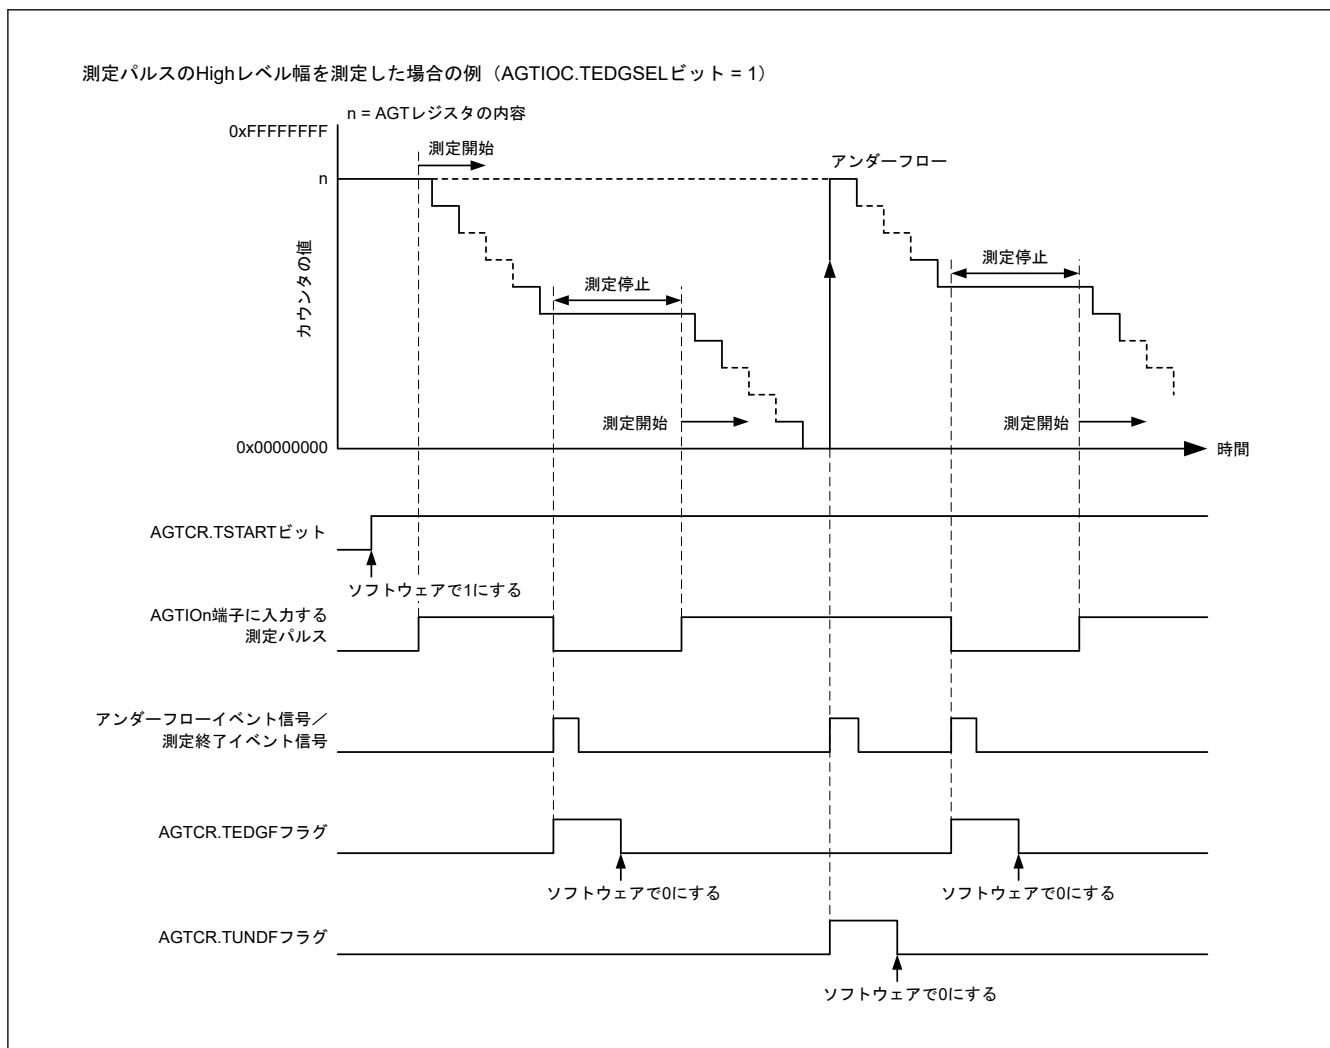 測定パルスのHighレベル幅を測定した場合の例（AGTIOC.TEDGSELビット = 1）
n = AGTレジスタの内容
0xFFFFFFFF
測定開始
アンダーフロー
n
カウンタの値
測定停止
測定停止
測定開始
測定開始
0x00000000
時間
AGTCR.TSTARTビット
ソフトウェアで1にする
AGTIOn端子に入力する
測定パルス
アンダーフローイベント信号／
測定終了イベント信号
AGTCR.TEDGFフラグ
ソフトウェアで0にする
ソフトウェアで0にする
AGTCR.TUNDFフラグ
ソフトウェアで0にする